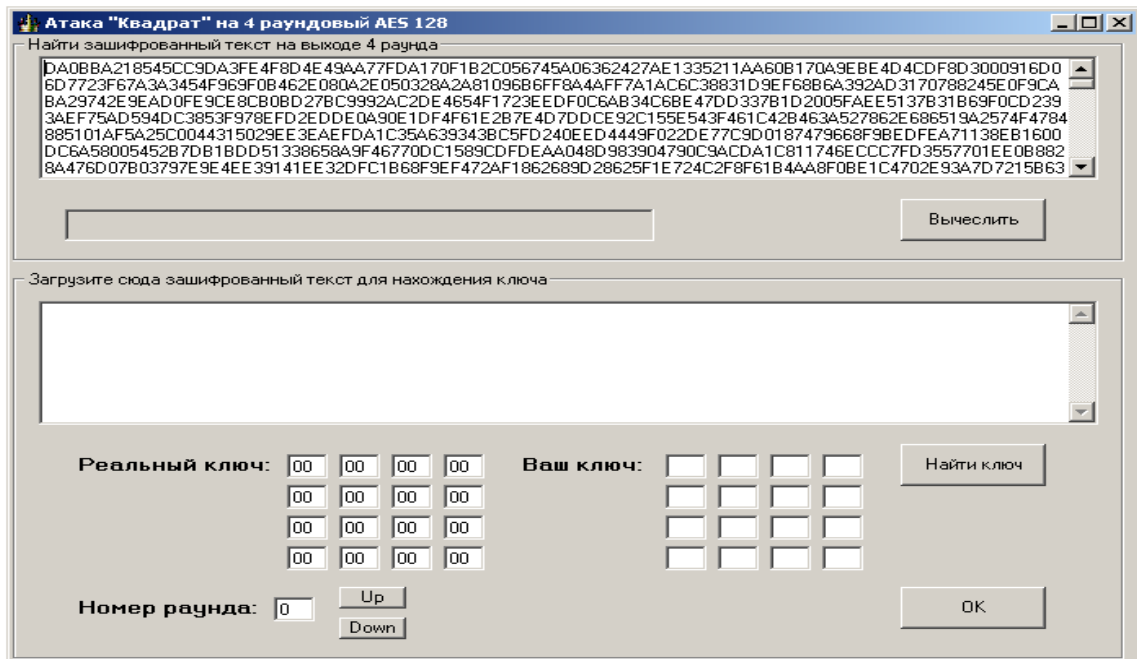 Атака "Квадрат" на 4 раундовый AES 128
Найти зашифрованный текст на выходе 4 раунда
DA0BBA218545CC9DA3FE4F8D4E49AA77FDA170F1B2C056745A06362427AE1335211AA60B170A9EBE4D4CDF8D3000916D0
6D7723F67A3A3454F969F0B462E080A2E050328A2A81096B6FF8A4AFF7A1AC6C38831D9EF68B6A392AD3170788245E0F9CA
BA29742E9EAD0FE9CE8CB0BD27BC9992AC2DE4654F1723EEDF0C6AB34C6BE47DD337B1D2005FAEE5137B31B69F0CD239
3AEF75AD594DC3853F978EFD2EDDE0A90E1DF4F61E2B7E4D7DDCE92C155E543F461C42B463A527862E686519A2574F4784
885101AF5A25C0044315029EE3EAEFDA1C35A639343BC5FD240EED4449F022DE77C9D0187479668F9BEDFEA71138EB1600
DC6A58005452B7DB1BDD51338658A9F46770DC1589CDFDEAA048D983904790C9ACDA1C811746ECCC7FD3557701EE0B882
8A476D07B03797E9E4EE39141EE32DFC1B68F9EF472AF1862689D28625F1E724C2F8F61B4AA8F0BE1C4702E93A7D7215B63
Вычеслить
Загрузите сюда зашифрованный текст для нахождения ключа
Реальный ключ: 00 00 00 00 Ваш ключ: Найти ключ
00 00 00 00
00 00 00 00
00 00 00 00
Номер раунда: 0 Up OK
Down